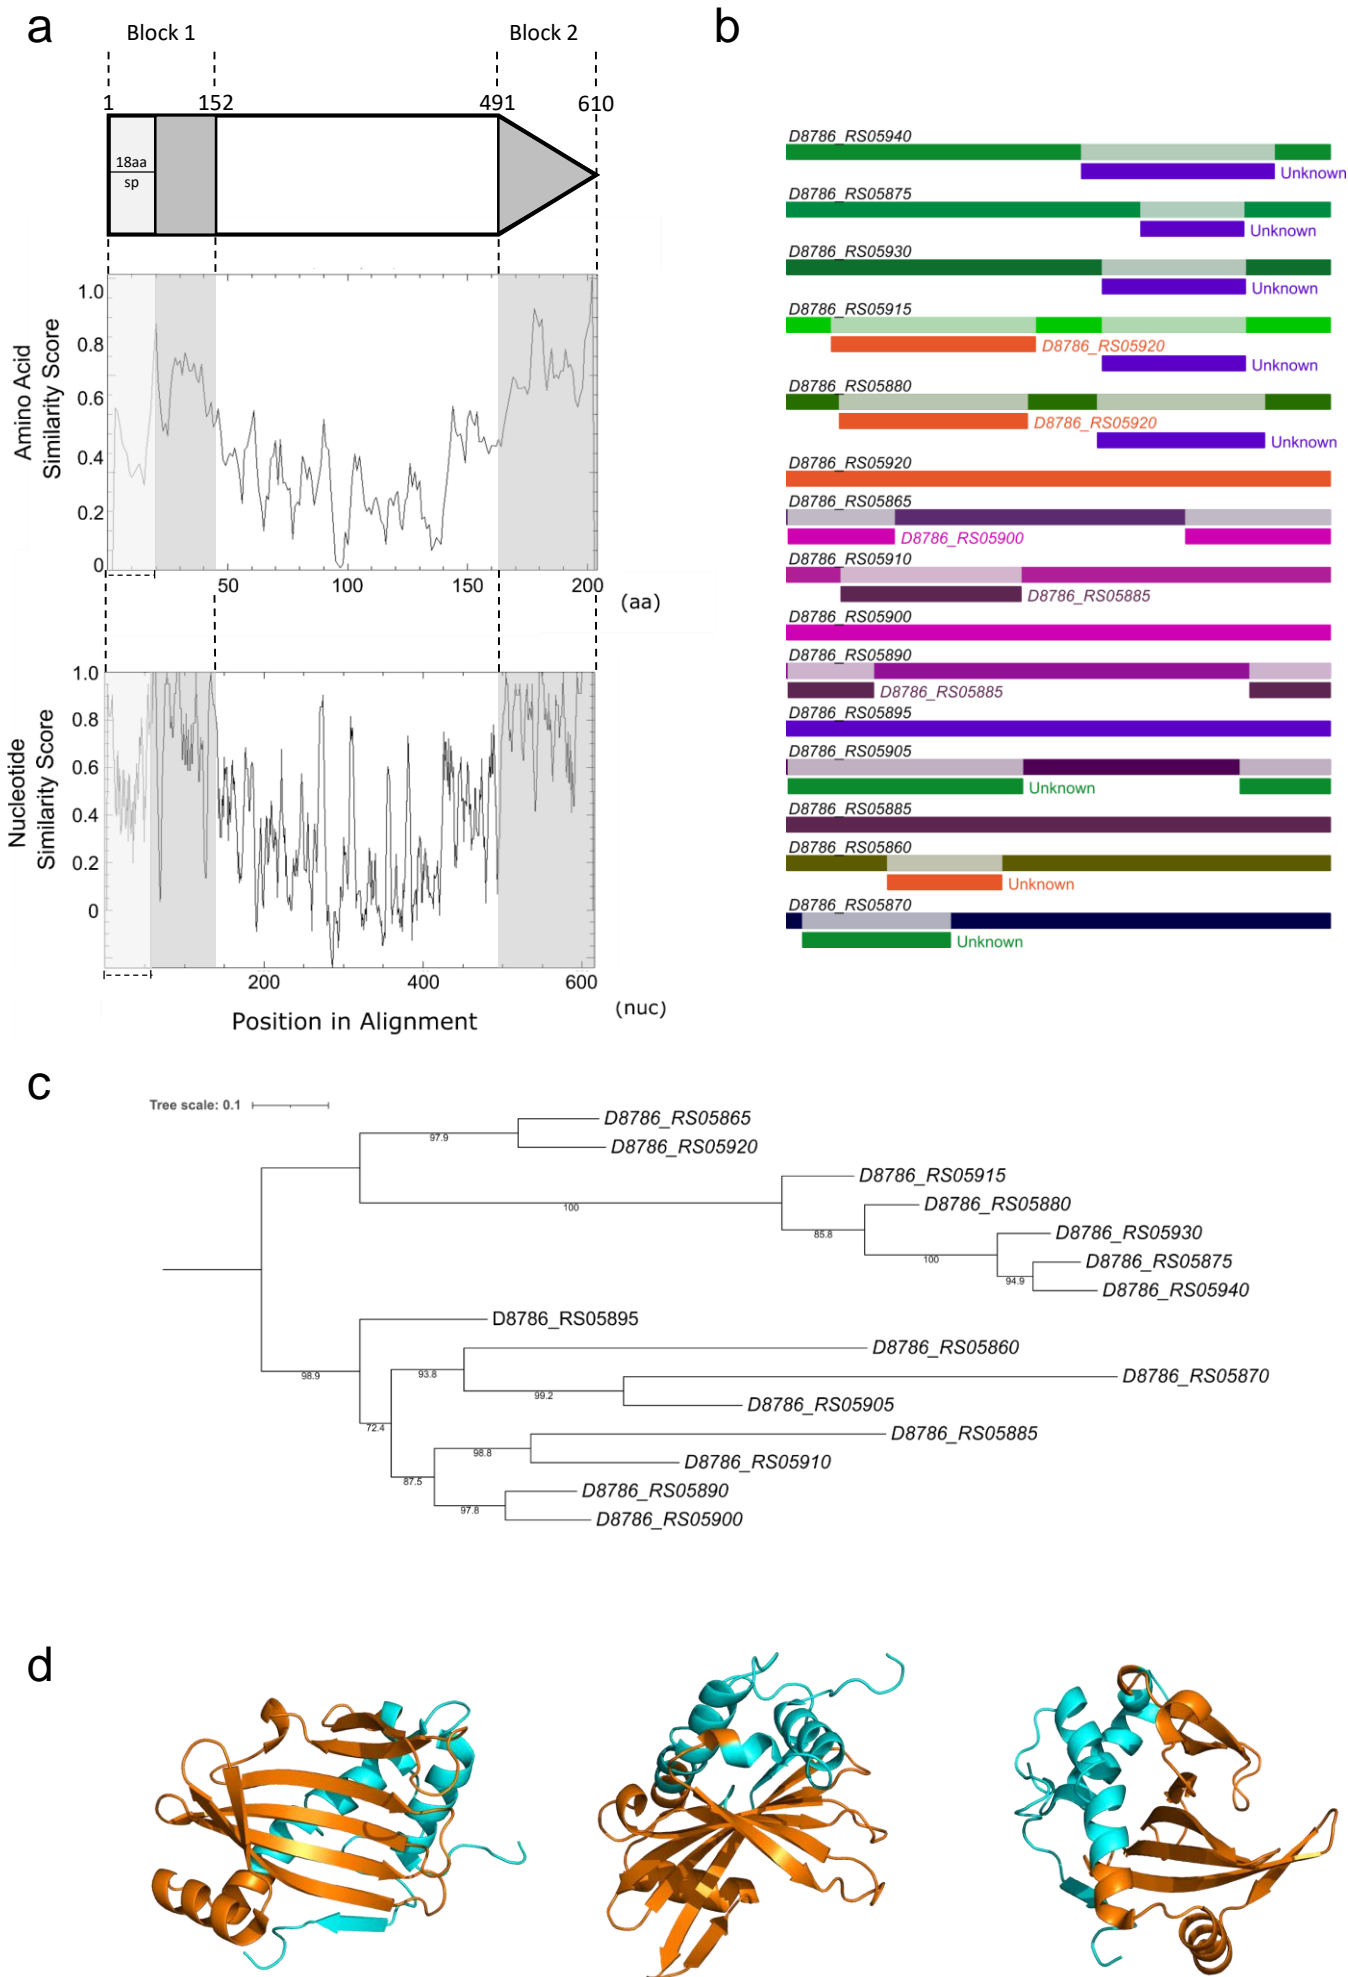 a
Block 1
Block 2
1
152
491
610
18aa
sp
Amino Acid
Similarity Score
1.0
0.8
0.6
0.4
0.2
0
50
100
150
200
(aa)
Nucleotide
Similarity Score
1.0
0.8
0.6
0.4
0.2
0
200
400
600
(nuc)
Position in Alignment
b
D8786_RS05940
Unknown
D8786_RS05875
Unknown
D8786_RS05930
Unknown
D8786_RS05915
D8786_RS05920
Unknown
D8786_RS05880
D8786_RS05920
Unknown
D8786_RS05920
D8786_RS05865
D8786_RS05900
D8786_RS05910
D8786_RS05885
D8786_RS05900
D8786_RS05890
D8786_RS05885
D8786_RS05895
D8786_RS05905
Unknown
D8786_RS05885
D8786_RS05860
Unknown
D8786_RS05870
Unknown
c
Tree scale: 0.1
D8786_RS05865
97.9
D8786_RS05920
D8786_RS05915
100
D8786_RS05880
85.8
D8786_RS05930
100
D8786_RS05875
94.9
D8786_RS05940
D8786_RS05895
98.9
D8786_RS05860
93.8
D8786_RS05870
99.2
D8786_RS05905
72.4
D8786_RS05885
98.8
D8786_RS05910
87.5
D8786_RS05890
97.8
D8786_RS05900
d